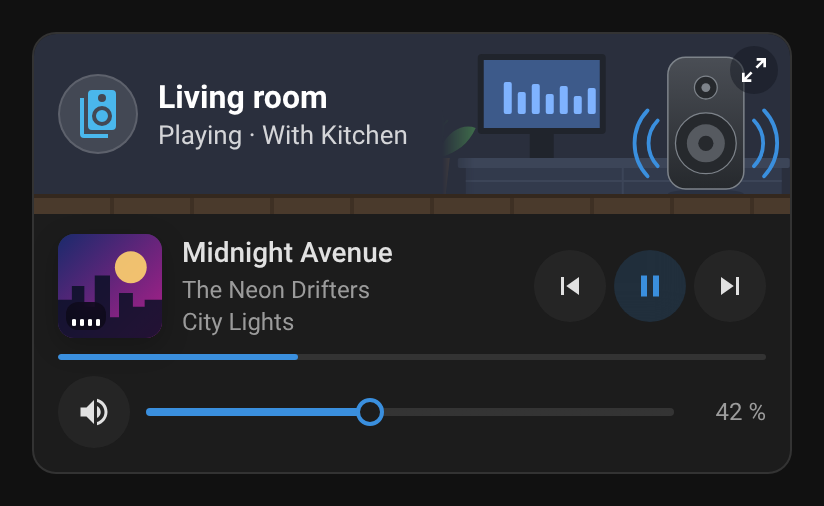 Living room
Playing · With Kitchen
Midnight Avenue
The Neon Drifters
City Lights
42 %